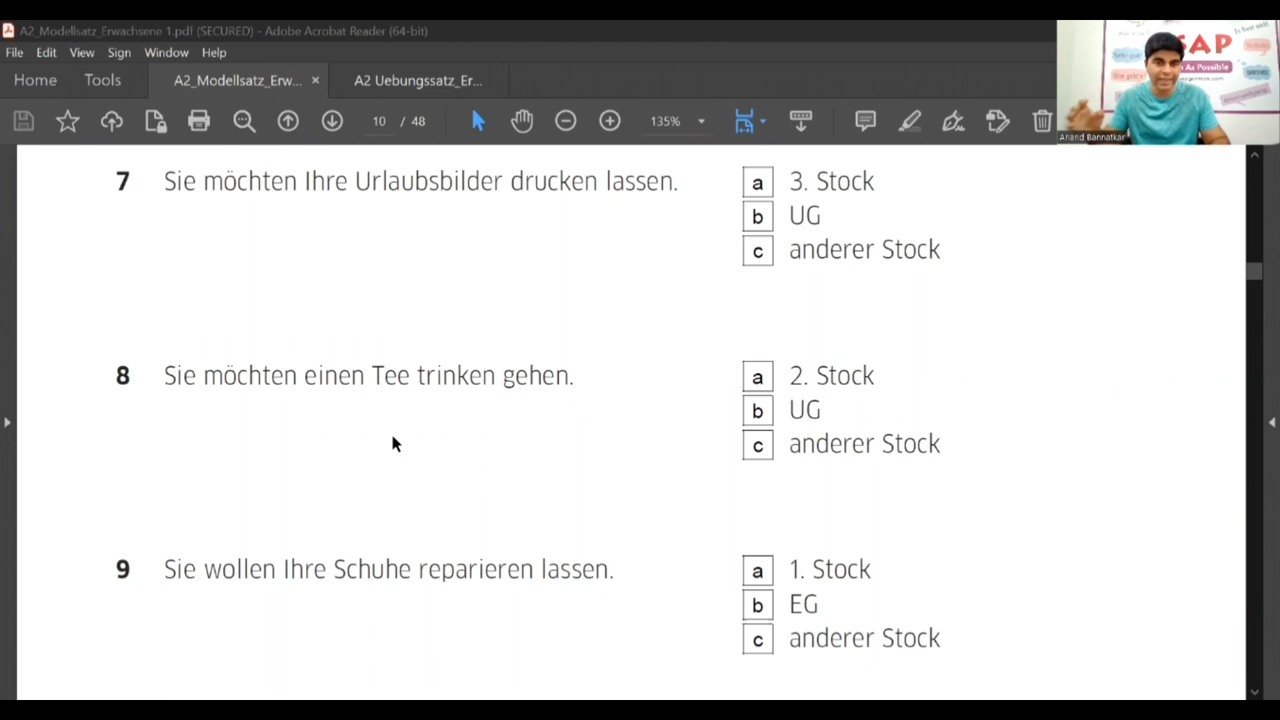 A2_Modellsatz_Erwachsene 1.pdf (SECURED) - Adobe Acrobat Reader (64-bit)
File Edit View Sign Window Help
Home Tools A2_Modellsatz_Erw... × A2 Uebungssatz_Er...
10 / 48 135%
SAP
As Possible
Anand Bannatkar
7 Sie möchten Ihre Urlaubsbilder drucken lassen.
a 3. Stock
b UG
c anderer Stock
8 Sie möchten einen Tee trinken gehen.
a 2. Stock
b UG
c anderer Stock
9 Sie wollen Ihre Schuhe reparieren lassen.
a 1. Stock
b EG
c anderer Stock